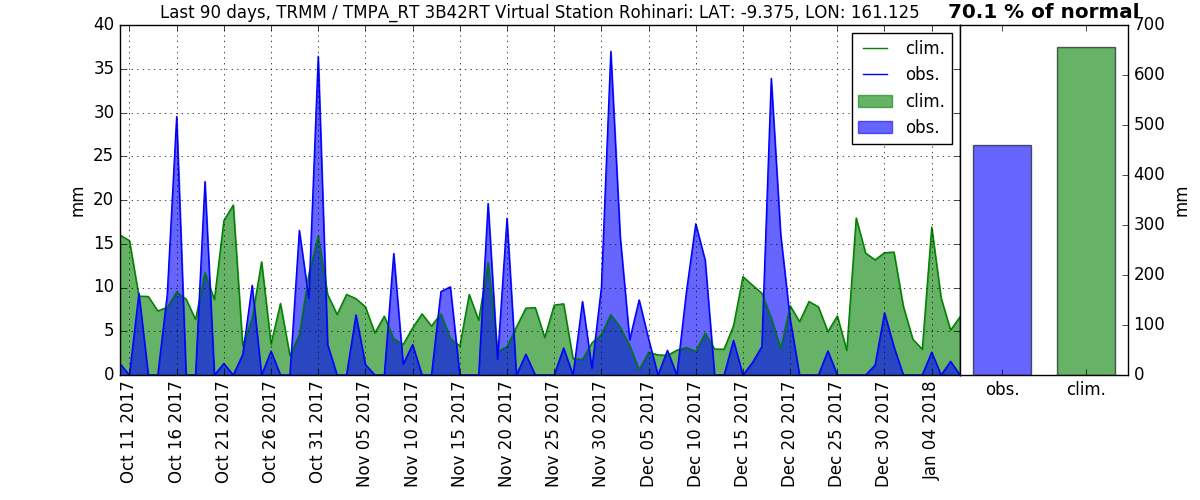 Last 90 days, TRMM / TMPA_RT 3B42RT Virtual Station Rohinari: LAT: -9.375, LON: 161.125
70.1 % of normal
40
35
30
25
20
15
10
5
0
mm
clim.
obs.
clim.
obs.
700
600
500
400
300
200
100
0
mm
Oct 11 2017
Oct 16 2017
Oct 21 2017
Oct 26 2017
Oct 31 2017
Nov 05 2017
Nov 10 2017
Nov 15 2017
Nov 20 2017
Nov 25 2017
Nov 30 2017
Dec 05 2017
Dec 10 2017
Dec 15 2017
Dec 20 2017
Dec 25 2017
Dec 30 2017
Jan 04 2018
obs.
clim.